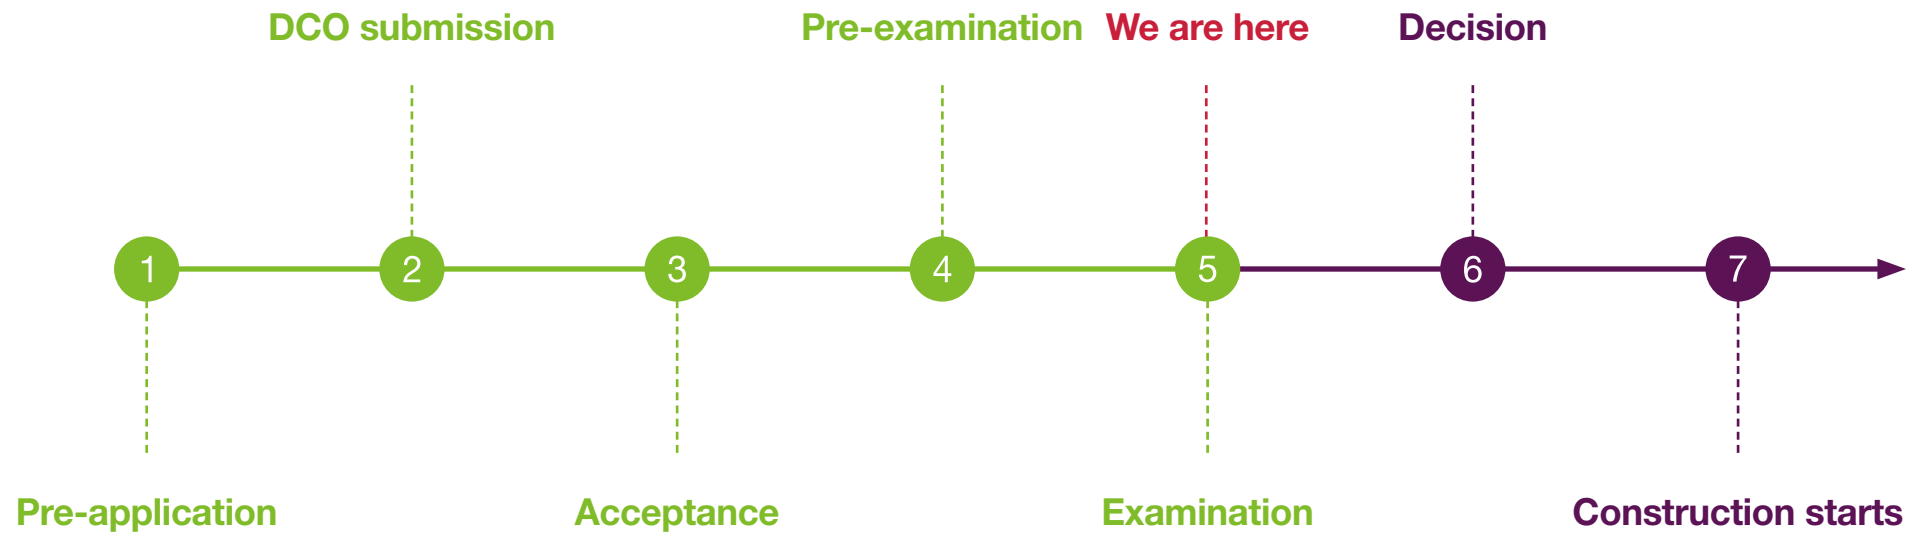 DCO submission
Pre-examination
We are here
Decision
1
2
3
4
5
6
7
Pre-application
Acceptance
Examination
Construction starts